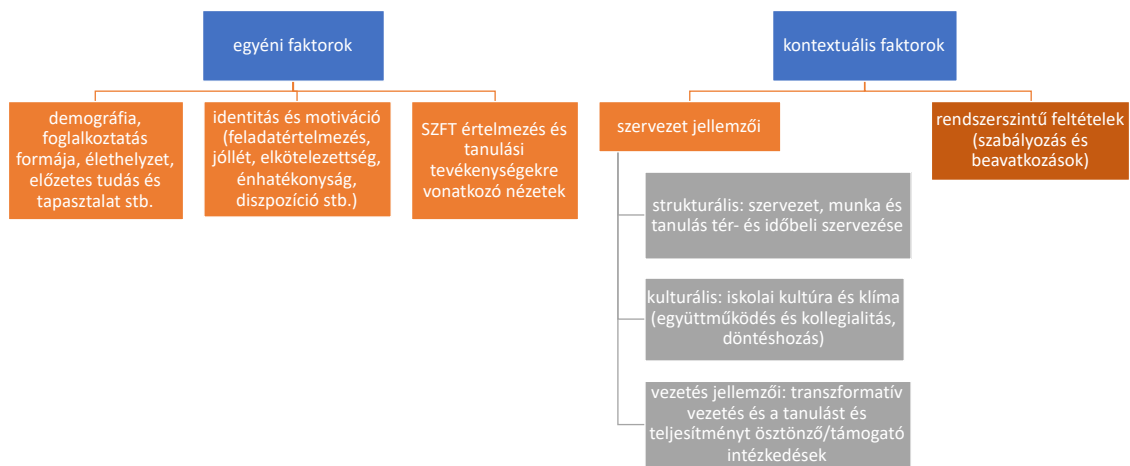 egyéni faktorok
kontextuális faktorok
demográfia,
foglalkoztatás
formája, élethelyzet,
előzetes tudás és
tapasztalat stb.
identitás és motiváció
(feladatértelmezés,
jóllét, elkötelezettség,
énhatékonyság,
diszpozíció stb.)
SZFT értelmezés és
tanulási
tevékenységekre
vonatkozó nézetek
szervezet jellemzői
rendszerszintű feltételek
(szabályozás és
beavatkozások)
strukturális: szervezet, munka és
tanulás tér- és időbeli szervezése
kulturális: iskolai kultúra és klíma
(együttműködés és kollegialitás,
döntéshozás)
vezetés jellemzői: transzformatív
vezetés és a tanulást és
teljesítményt ösztönző/támogató
intézkedések